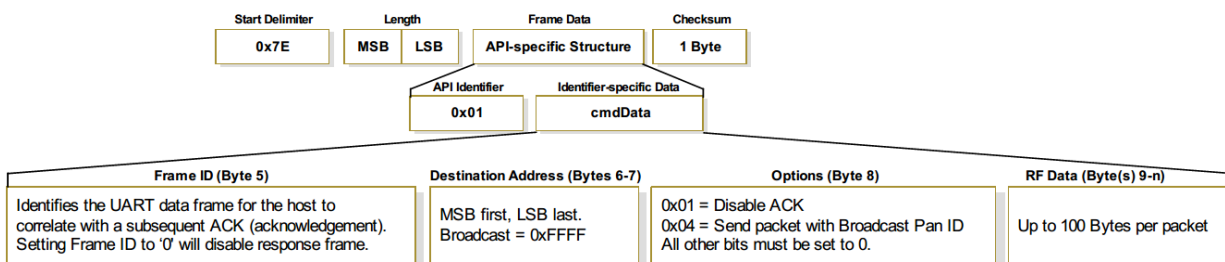 Start Delimiter Length Frame Data Checksum
0x7E MSB LSB API-specific Structure 1 Byte
API Identifier Identifier-specific Data
0x01 cmdData
Frame ID (Byte 5)
Identifies the UART data frame for the host to
correlate with a subsequent ACK (acknowledgement).
Setting Frame ID to ‘0’ will disable response frame.
Destination Address (Bytes 6-7)
MSB first, LSB last.
Broadcast = 0xFFFF
Options (Byte 8)
0x01 = Disable ACK
0x04 = Send packet with Broadcast Pan ID
All other bits must be set to 0.
RF Data (Byte(s) 9-n)
Up to 100 Bytes per packet